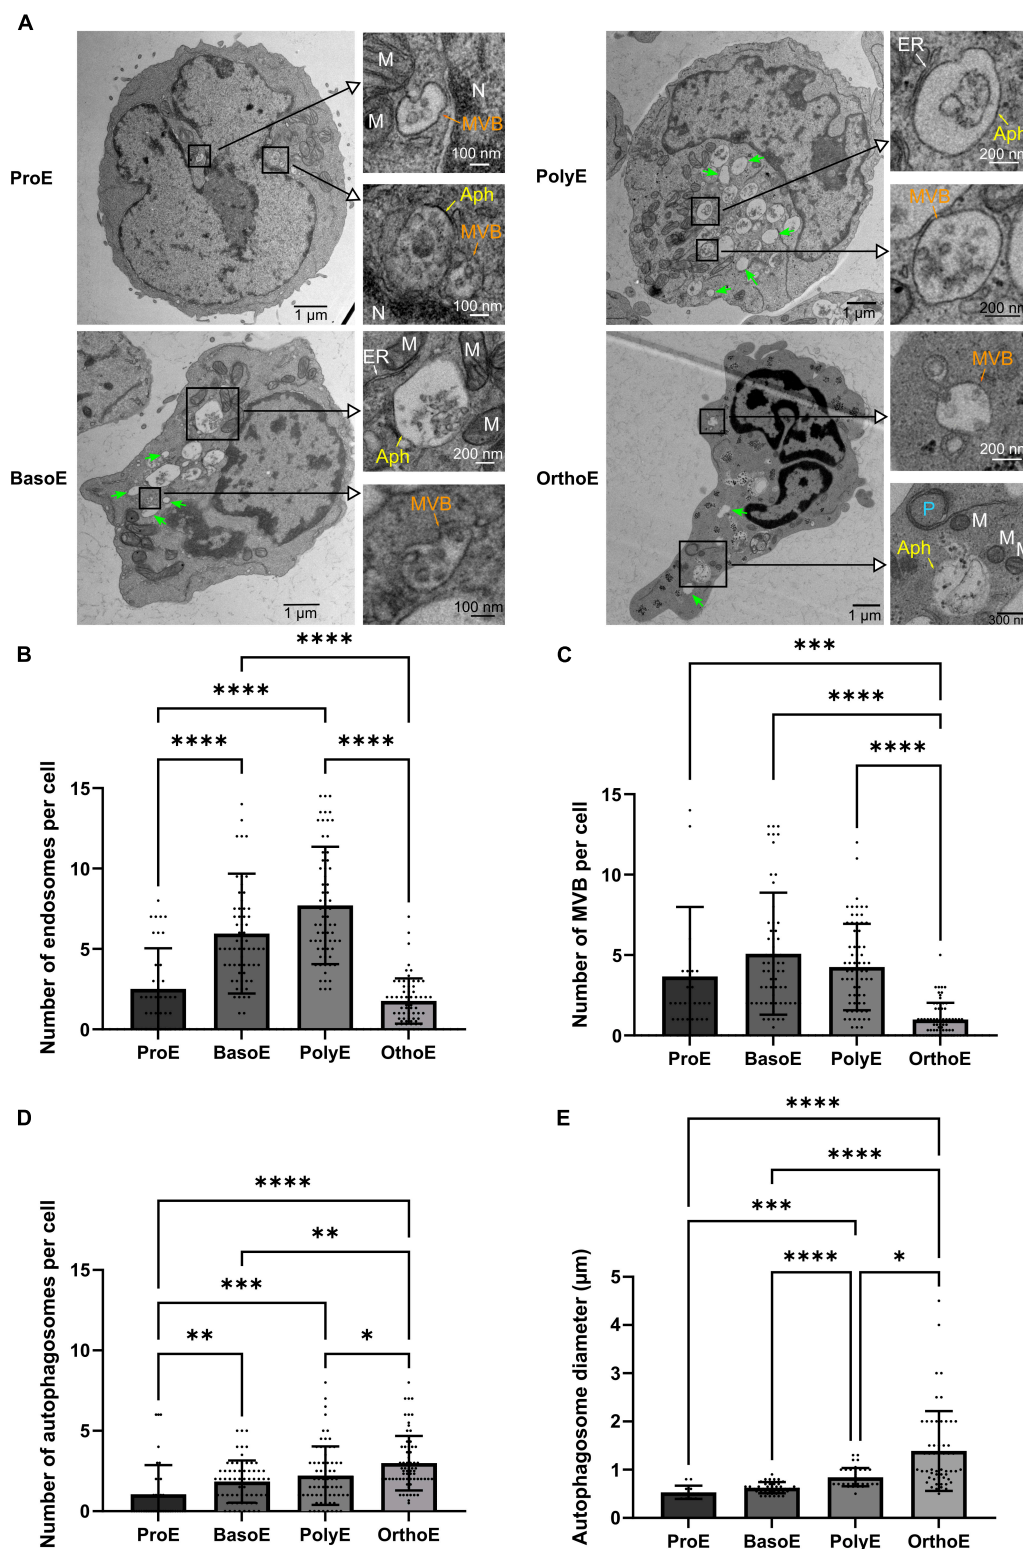 A
ProE
M
M
N
MVB
100 nm
Aph
MVB
N
100 nm
1 µm
PolyE
ER
Aph
200 nm
MVB
200 nm
1 µm
BasoE
M
M
ER
M
Aph
200 nm
MVB
100 nm
1 µm
OrthoE
MVB
200 nm
P
M
M
Aph
M
300 nm
1 µm
B
****
****
****
****
Number of endosomes per cell
15
10
5
0
ProE BasoE PolyE OthoE
C
***
****
****
Number of MVB per cell
15
10
5
0
ProE BasoE PolyE OrthoE
D
****
**
***
** *
Number of autophagosomes per cell
15
10
5
0
ProE BasoE PolyE OrthoE
E
****
****
***
**** *
Autophagosome diameter (µm)
5
4
3
2
1
0
ProE BasoE PolyE OrthoE